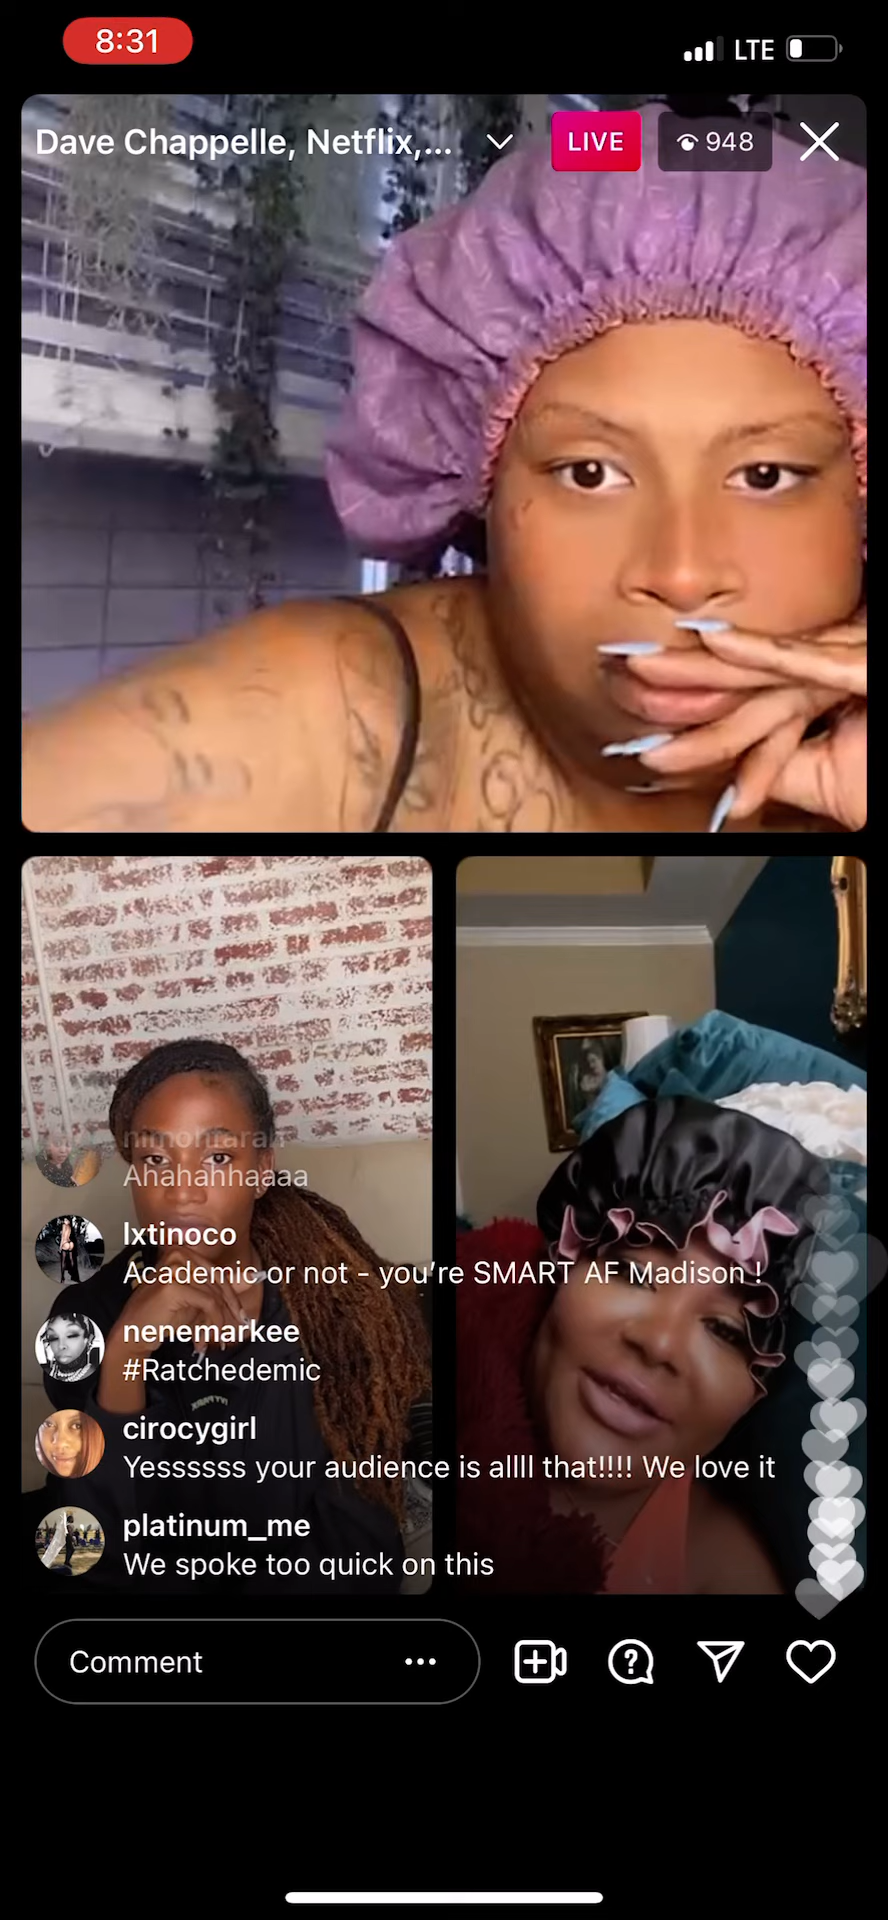 8:31
LTE
Dave Chappelle, Netflix,...
LIVE
948
Ahahahhaaaa
lxtinoco
Academic or not - you're SMART AF Madison !
nenemarkee
#Ratchedemic
cirocygirl
Yessssss your audience is allll that!!!! We love it
platinum_me
We spoke too quick on this
Comment